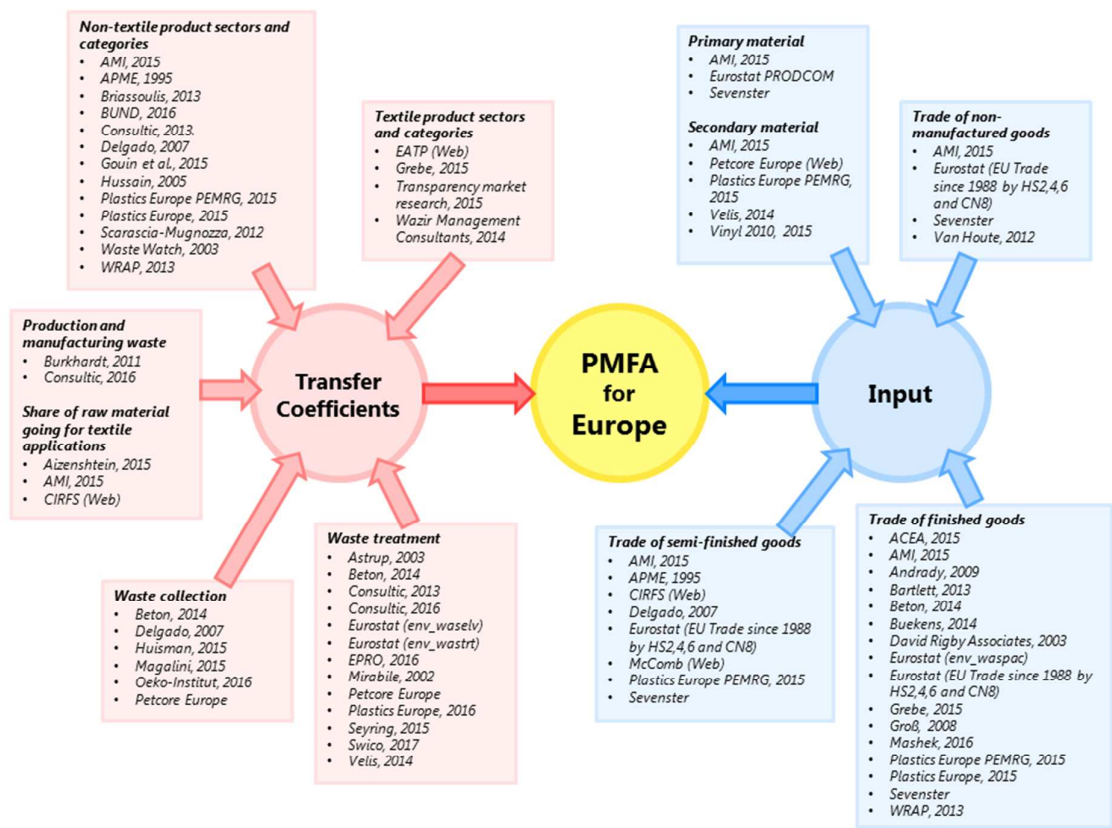 Non-textile product sectors and
categories
• AMI, 2015
• APME, 1995
• Briassoulis, 2013
• BUND, 2016
• Consultic, 2013.
• Delgado, 2007
• Gouin et al., 2015
• Hussain, 2005
• Plastics Europe PEMRG, 2015
• Plastics Europe, 2015
• Scarascia-Mugnozza, 2012
• Waste Watch, 2003
• WRAP, 2013
Textile product sectors
and categories
• EATP (Web)
• Grebe, 2015
• Transparency market
research, 2015
• Wazir Management
Consultants, 2014
Primary material
• AMI, 2015
• Eurostat PRODCOM
• Sevenster
Secondary material
• AMI, 2015
• Petcore Europe (Web)
• Plastics Europe PEMRG,
2015
• Velis, 2014
• Vinyl 2010, 2015
Trade of non-
manufactured goods
• AMI, 2015
• Eurostat (EU Trade
since 1988 by HS2,4,6
and CN8)
• Sevenster
• Van Houte, 2012
Production and
manufacturing waste
• Burkhardt, 2011
• Consultic, 2016
Share of raw material
going for textile
applications
• Aizenshtein, 2015
• AMI, 2015
• CIRFS (Web)
Transfer
Coefficients
PMFA
for
Europe
Input
Waste collection
• Beton, 2014
• Delgado, 2007
• Huisman, 2015
• Magalini, 2015
• Oeko-Institut, 2016
• Petcore Europe
Waste treatment
• Astrup, 2003
• Beton, 2014
• Consultic, 2013
• Consultic, 2016
• Eurostat (env_waselv)
• Eurostat (env_wastrt)
• EPRO, 2016
• Mirabile, 2002
• Petcore Europe
• Plastics Europe, 2016
• Seyring, 2015
• Swico, 2017
• Velis, 2014
Trade of semi-finished goods
• AMI, 2015
• APME, 1995
• CIRFS (Web)
• Delgado, 2007
• Eurostat (EU Trade since 1988
by HS2,4,6 and CN8)
• McComb (Web)
• Plastics Europe PEMRG, 2015
• Sevenster
Trade of finished goods
• ACEA, 2015
• AMI, 2015
• Andrady, 2009
• Bartlett, 2013
• Beton, 2014
• Buekens, 2014
• David Rigby Associates, 2003
• Eurostat (env_waspac)
• Eurostat (EU Trade since 1988 by
HS2,4,6 and CN8)
• Grebe, 2015
• Groß, 2008
• Mashek, 2016
• Plastics Europe PEMRG, 2015
• Plastics Europe, 2015
• Sevenster
• WRAP, 2013